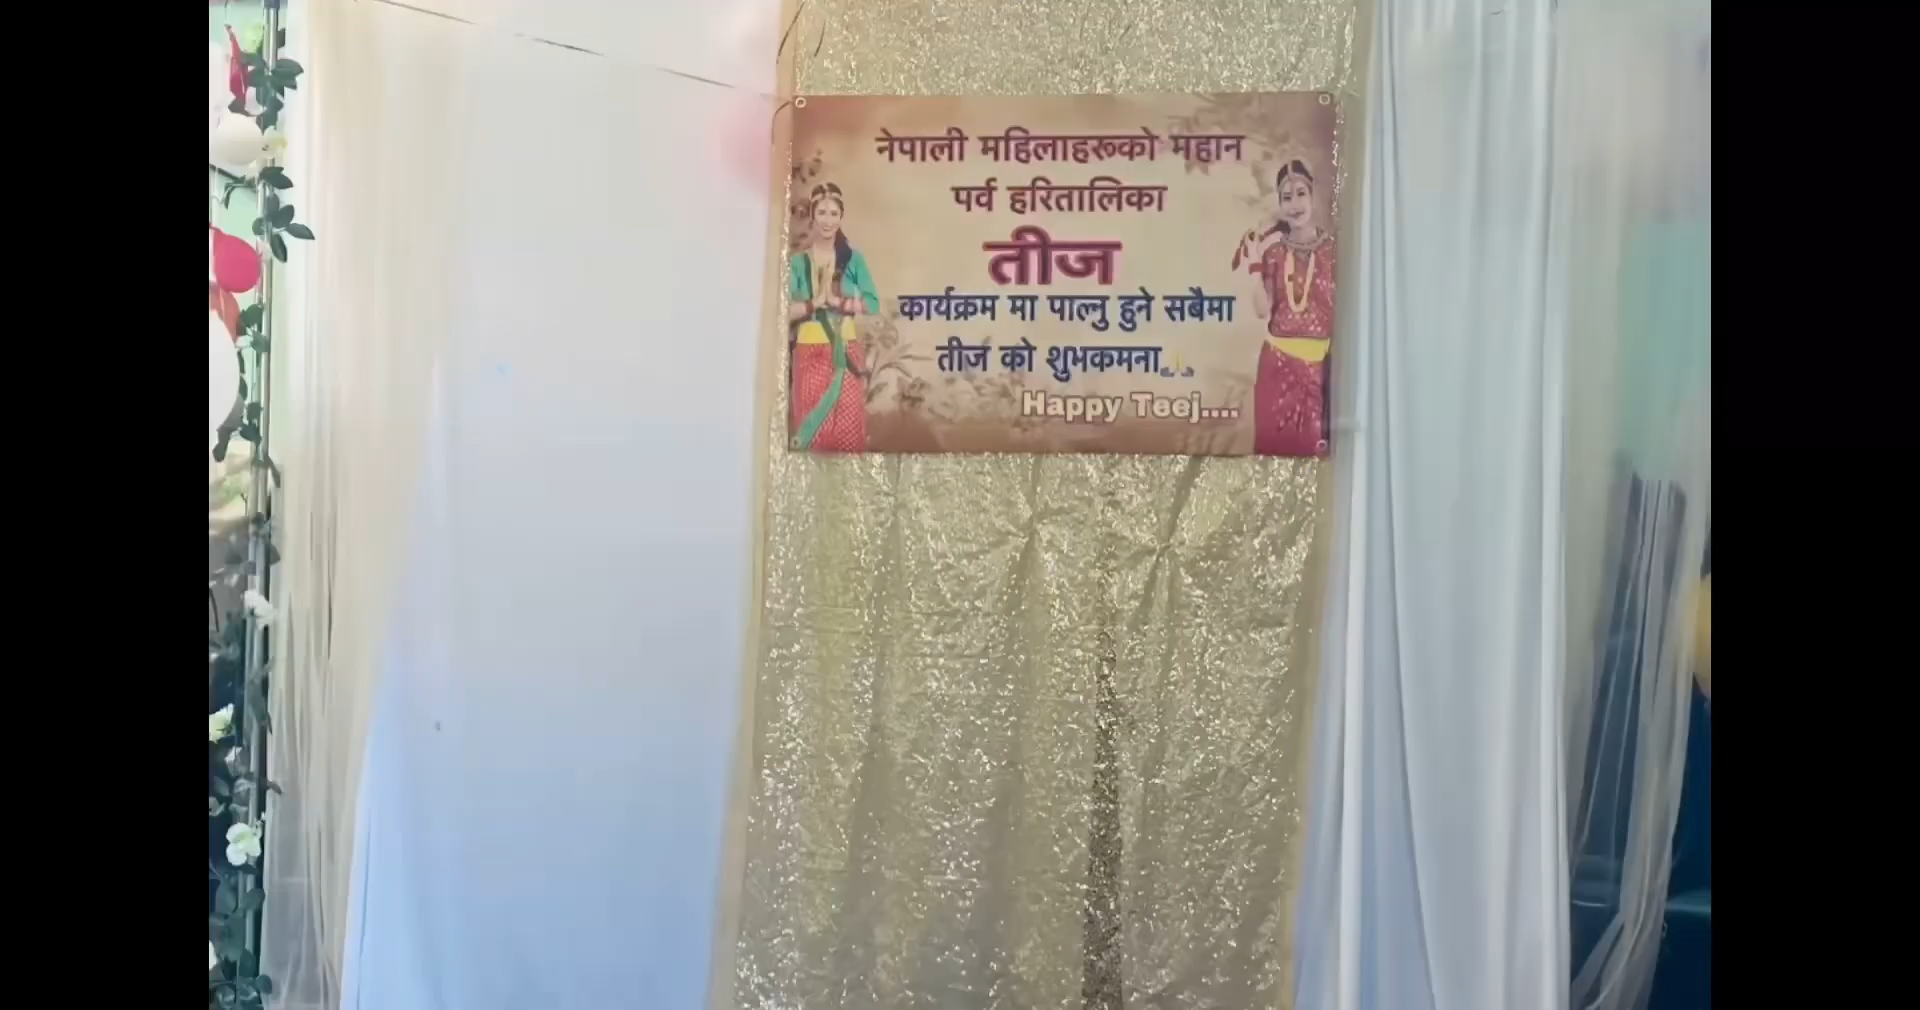 नेपाली महिलाहरूको महान
पर्व हरितालिका
तीज
कार्यक्रम मा पाल्नु हुने सबैमा
तीज को शुभकमना🙏
Happy Teej....